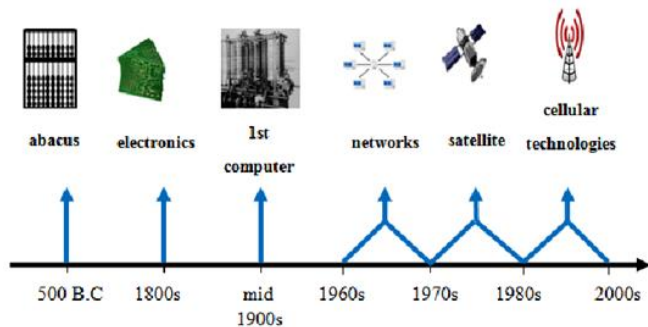 abacus
electronics
1st
computer
networks
satellite
cellular
technologies
500 B.C
1800s
mid
1900s
1960s
1970s
1980s
2000s